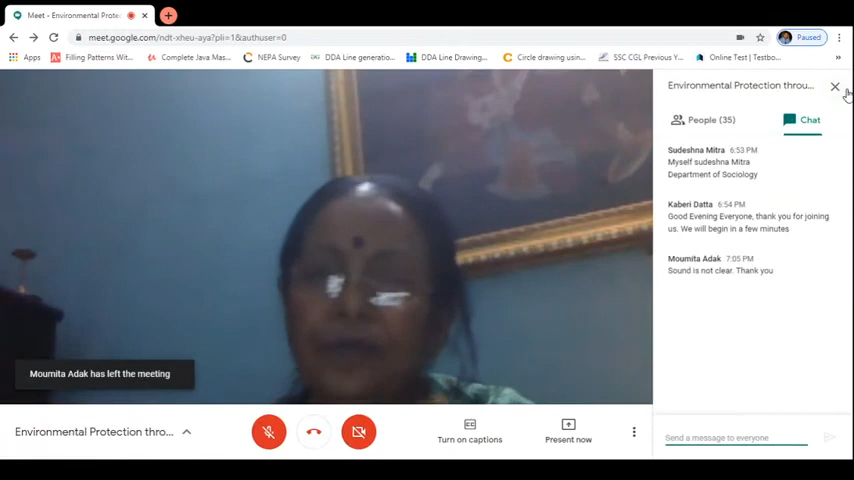 Meet - Environmental Protec
meet.google.com/ndt-xheu-aya?pli=1&authuser=0
Paused
Apps
Filling Patterns Wit...
Complete Java Mas...
NEPA Survey
DDA Line generatio...
DDA Line Drawing...
Circle drawing usin...
SSC CGL Previous Y...
Online Test | Testbo...
Environmental Protection throu...
People (35)
Chat
Sudeshna Mitra 6:53 PM
Myself sudeshna Mitra
Department of Sociology
Kaberi Datta 6:54 PM
Good Evening Everyone, thank you for joining
us. We will begin in a few minutes
Moumita Adak 7:05 PM
Sound is not clear. Thank you
Moumita Adak has left the meeting
Environmental Protection thro...
CC
Turn on captions
Present now
Send a message to everyone